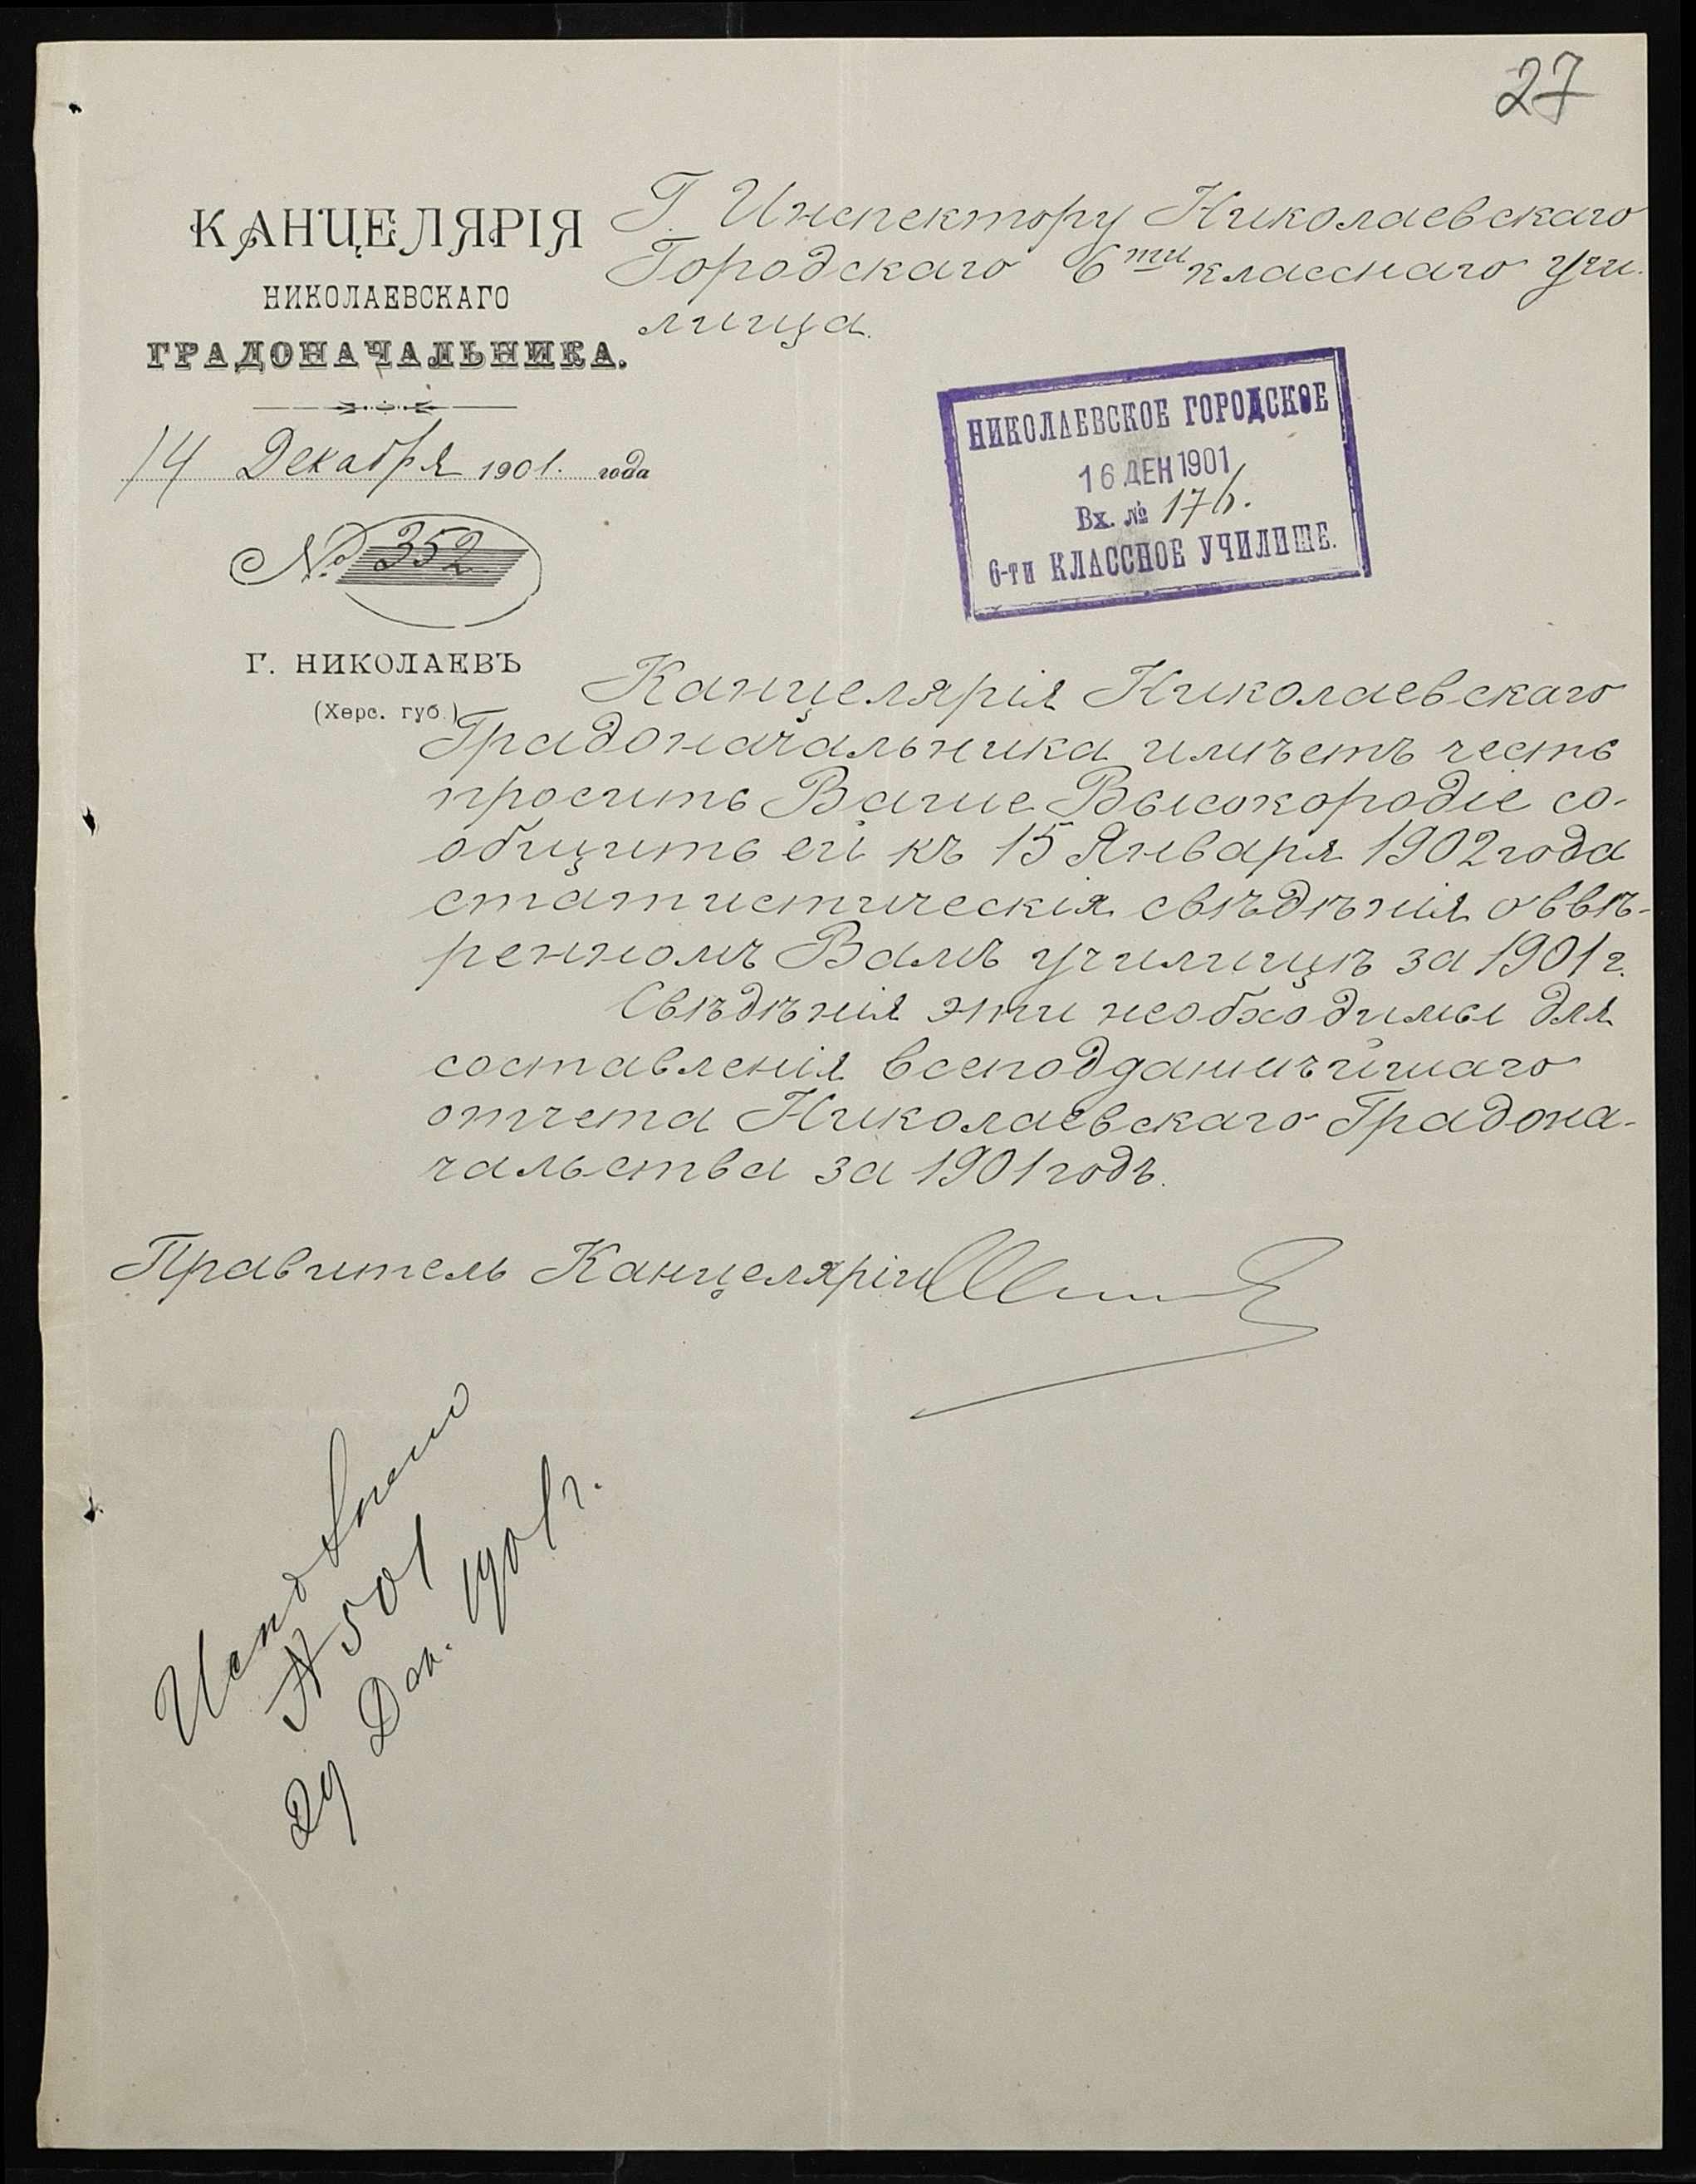 27
КАНЦЕЛЯРІЯ
НИКОЛАЕВСКАГО
ГРАДОНАЧАЛЬНИКА.
14 Декабря 1901. года
№ 352
Г. НИКОЛАЕВЪ
(Херс. губ.)
Г. Инспектору Николаевскаго
Городскаго 6ти класснаго учи-
лища.
НИКОЛАЕВСКОЕ ГОРОДСКОЕ
16 ДЕН 1901
Вх. № 176.
6-ти КЛАССНОЕ УЧИЛИЩЕ.
Канцелярія Николаевскаго
Градоначальника имѣетъ честь
просить Ваше Высокородіе со-
общить ей къ 15 Января 1902 года
статистическія свѣдѣнія о ввѣ-
ренномъ Вамъ училищѣ за 1901 г.
Свѣдѣнія эти необходимы для
составленія всеподданнѣйшаго
отчета Николаевскаго Градона-
чальства за 1901 годъ.
Правитель Канцеляріи
Исполнено
№ 501
29 Дек. 1901 г.